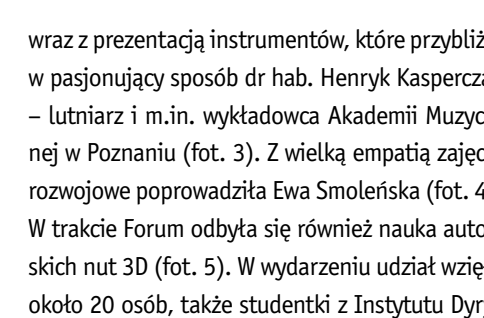 wraz z prezentacją instrumentów, które przybliż
w pasjonujący sposób dr hab. Henryk Kaspercza
– lutniarz i m.in. wykładowca Akademii Muzyc
nej w Poznaniu (fot. 3). Z wielką empatią zajęc
rozwojowe poprowadziła Ewa Smoleńska (fot. 4
W trakcie Forum odbyła się również nauka auto
skich nut 3D (fot. 5). W wydarzeniu udział wzię
około 20 osób, także studentki z Instytutu Dyry